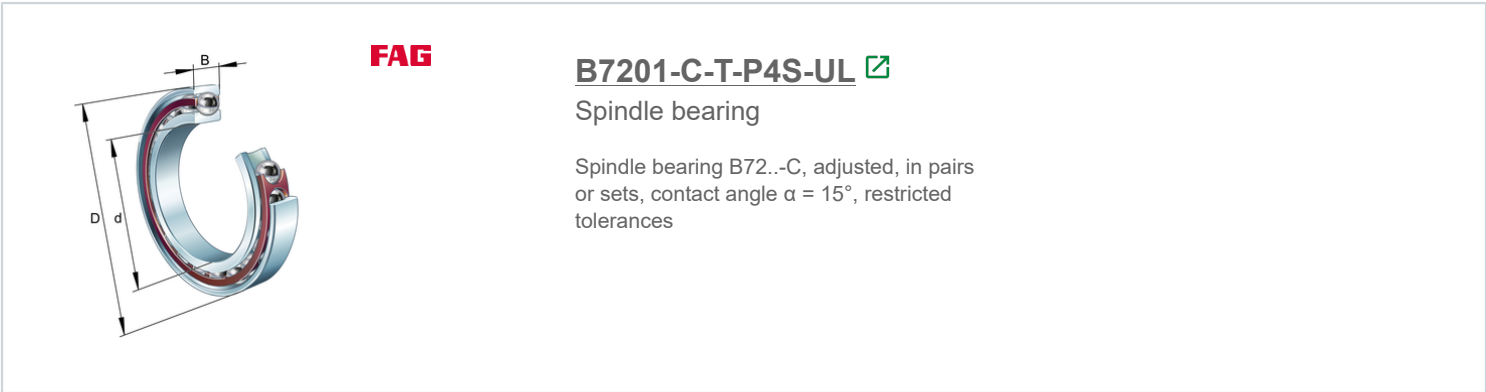 B
D
d
FAG
B7201-C-T-P4S-UL
Spindle bearing
Spindle bearing B72..-C, adjusted, in pairs
or sets, contact angle α = 15°, restricted
tolerances